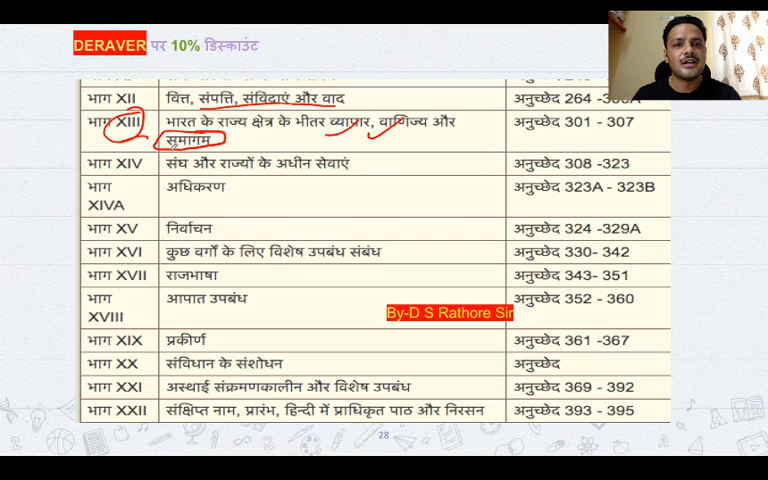 DERAVER पर 10% डिस्काउंट
भाग XII वित्त, संपत्ति, संविदाएं और वाद अनुच्छेद 264 -300A
भाग XIII भारत के राज्य क्षेत्र के भीतर व्यापार, वाणिज्य और अनुच्छेद 301 - 307
समागम
भाग XIV संघ और राज्यों के अधीन सेवाएं अनुच्छेद 308 -323
भाग अधिकरण अनुच्छेद 323A - 323B
XIVA
भाग XV निर्वाचन अनुच्छेद 324 -329A
भाग XVI कुछ वर्गों के लिए विशेष उपबंध संबंध अनुच्छेद 330- 342
भाग XVII राजभाषा अनुच्छेद 343- 351
भाग आपात उपबंध अनुच्छेद 352 - 360
XVIII
By-D S Rathore Sir
भाग XIX प्रकीर्ण अनुच्छेद 361 -367
भाग XX संविधान के संशोधन अनुच्छेद
भाग XXI अस्थाई संक्रमणकालीन और विशेष उपबंध अनुच्छेद 369 - 392
भाग XXII संक्षिप्त नाम, प्रारंभ, हिन्दी में प्राधिकृत पाठ और निरसन अनुच्छेद 393 - 395
28